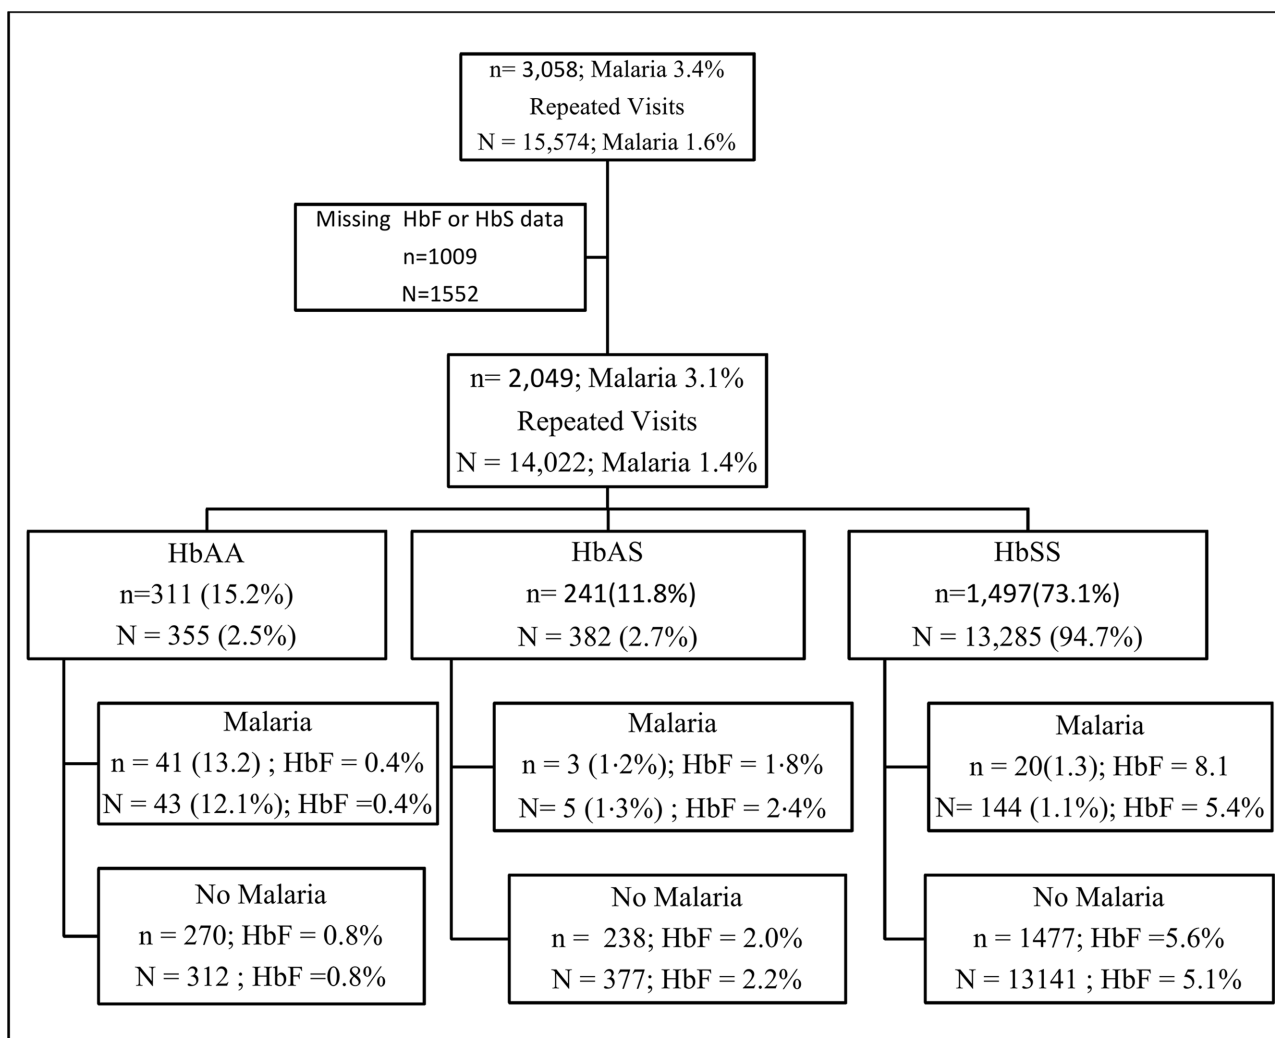 n= 3,058; Malaria 3.4%
Repeated Visits
N = 15,574; Malaria 1.6%
Missing HbF or HbS data
n=1009
N=1552
n= 2,049; Malaria 3.1%
Repeated Visits
N = 14,022; Malaria 1.4%
HbAA
n=311 (15.2%)
N = 355 (2.5%)
HbAS
n= 241(11.8%)
N = 382 (2.7%)
HbSS
n=1,497(73.1%)
N = 13,285 (94.7%)
Malaria
n = 41 (13.2) ; HbF = 0.4%
N = 43 (12.1%); HbF =0.4%
Malaria
n = 3 (1·2%); HbF = 1·8%
N= 5 (1·3%) ; HbF = 2·4%
Malaria
n = 20(1.3); HbF = 8.1
N= 144 (1.1%); HbF = 5.4%
No Malaria
n = 270; HbF = 0.8%
N = 312 ; HbF =0.8%
No Malaria
n = 238; HbF = 2.0%
N = 377; HbF = 2.2%
No Malaria
n = 1477; HbF =5.6%
N = 13141 ; HbF = 5.1%